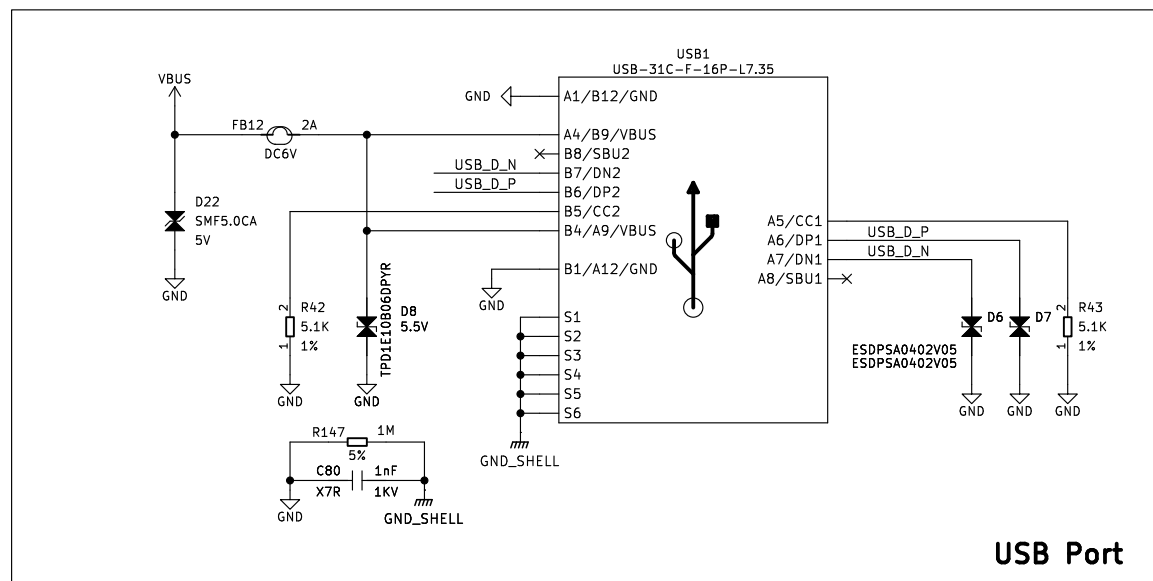 USB1
USB-31C-F-16P-L7.35
VBUS
GND
A1/B12/GND
FB12
2A
DC6V
A4/B9/VBUS
B8/SBU2
USB_D_N
B7/DN2
USB_D_P
B6/DP2
D22
SMF5.0CA
5V
B5/CC2
B4/A9/VBUS
A5/CC1
USB_D_P
A6/DP1
USB_D_N
A7/DN1
A8/SBU1
B1/A12/GND
GND
GND
2
R42
5.1K
1
1%
TPD1E10B06DPYR
D8
5.5V
S1
S2
S3
S4
S5
S6
D6
D7
2
R43
5.1K
1
1%
ESDPSA0402V05
ESDPSA0402V05
GND
GND
GND
GND
GND
R147
1M
5%
GND_SHELL
C80
1nF
X7R
1KV
GND
GND_SHELL
USB Port